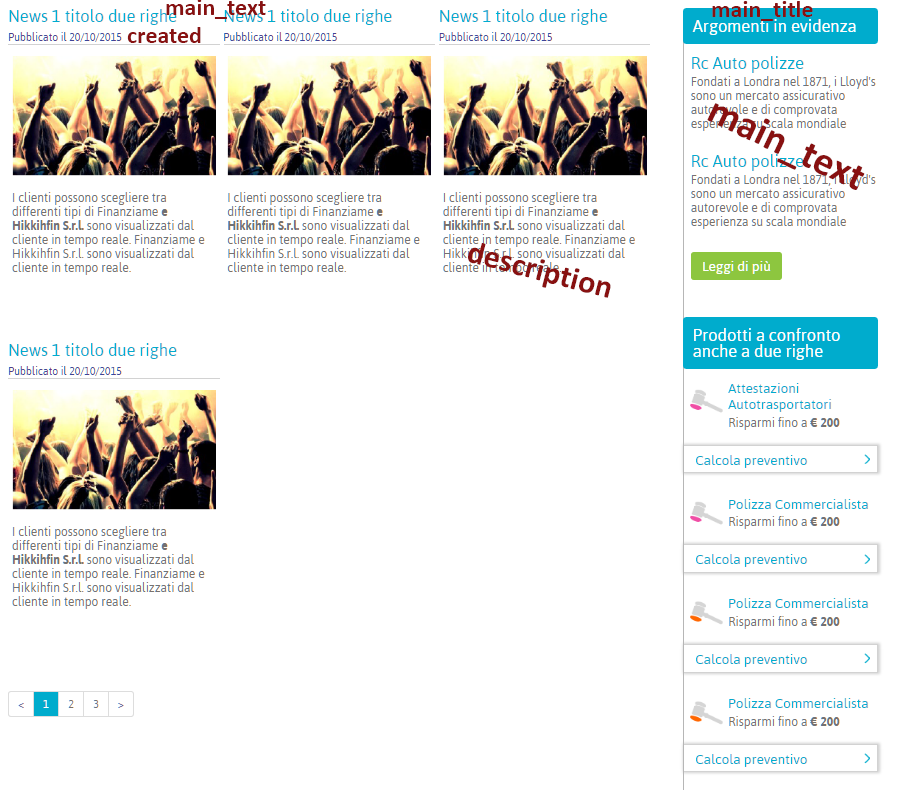 News 1 titolo due righe
main_text
Pubblicato il 20/10/2015
created
I clienti possono scegliere tra
differenti tipi di Finanziame e
Hikkihfin S.r.l. sono visualizzati dal
cliente in tempo reale. Finanziame e
Hikkihfin S.r.l. sono visualizzati dal
cliente in tempo reale.
News 1 titolo due righe
Pubblicato il 20/10/2015
I clienti possono scegliere tra
differenti tipi di Finanziame e
Hikkihfin S.r.l. sono visualizzati dal
cliente in tempo reale. Finanziame e
Hikkihfin S.r.l. sono visualizzati dal
cliente in tempo reale.
News 1 titolo due righe
Pubblicato il 20/10/2015
I clienti possono scegliere tra
differenti tipi di Finanziame e
Hikkihfin S.r.l. sono visualizzati dal
cliente in tempo reale. Finanziame e
Hikkihfin S.r.l. sono visualizzati dal
cliente in tempo reale.
description
News 1 titolo due righe
Pubblicato il 20/10/2015
I clienti possono scegliere tra
differenti tipi di Finanziame e
Hikkihfin S.r.l. sono visualizzati dal
cliente in tempo reale. Finanziame e
Hikkihfin S.r.l. sono visualizzati dal
cliente in tempo reale.
< 1 2 3 >
main_title
Argomenti in evidenza
Rc Auto polizze
Fondati a Londra nel 1871, i Lloyd's
sono un mercato assicurativo
autorevole e di comprovata
esperienza su scala mondiale
main_text
Rc Auto polizze
Fondati a Londra nel 1871, i Lloyd's
sono un mercato assicurativo
autorevole e di comprovata
esperienza su scala mondiale
Leggi di più
Prodotti a confronto
anche a due righe
Attestazioni
Autotrasportatori
Risparmi fino a € 200
Calcola preventivo >
Polizza Commercialista
Risparmi fino a € 200
Calcola preventivo >
Polizza Commercialista
Risparmi fino a € 200
Calcola preventivo >
Polizza Commercialista
Risparmi fino a € 200
Calcola preventivo >